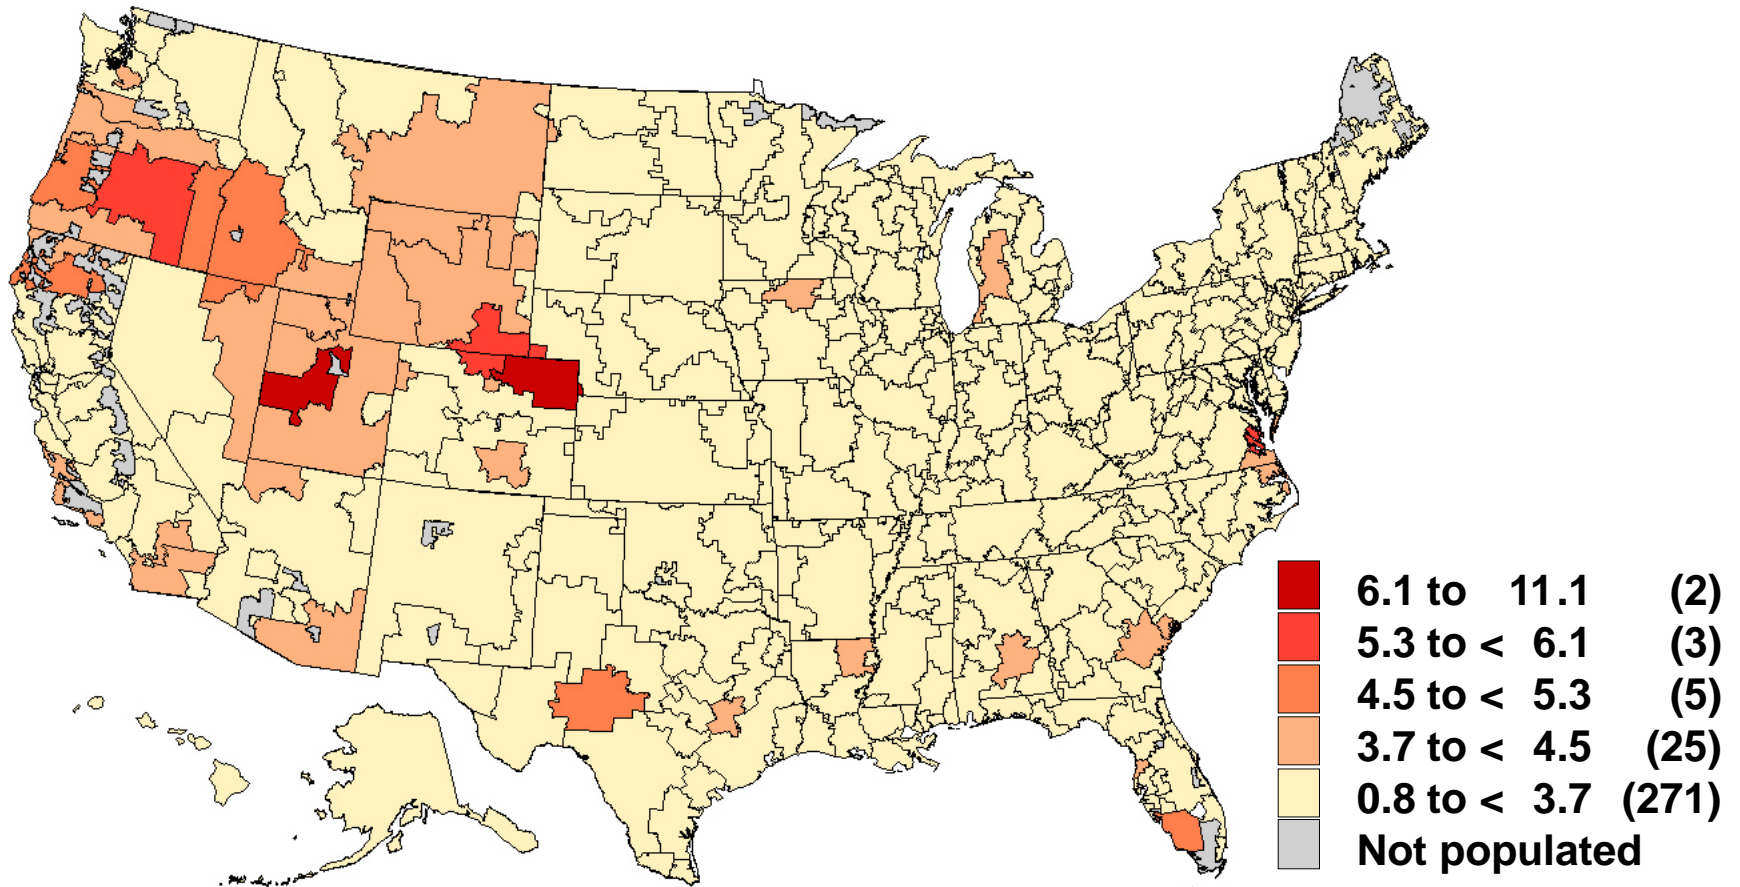 6.1 to 11.1 (2)
5.3 to < 6.1 (3)
4.5 to < 5.3 (5)
3.7 to < 4.5 (25)
0.8 to < 3.7 (271)
Not populated